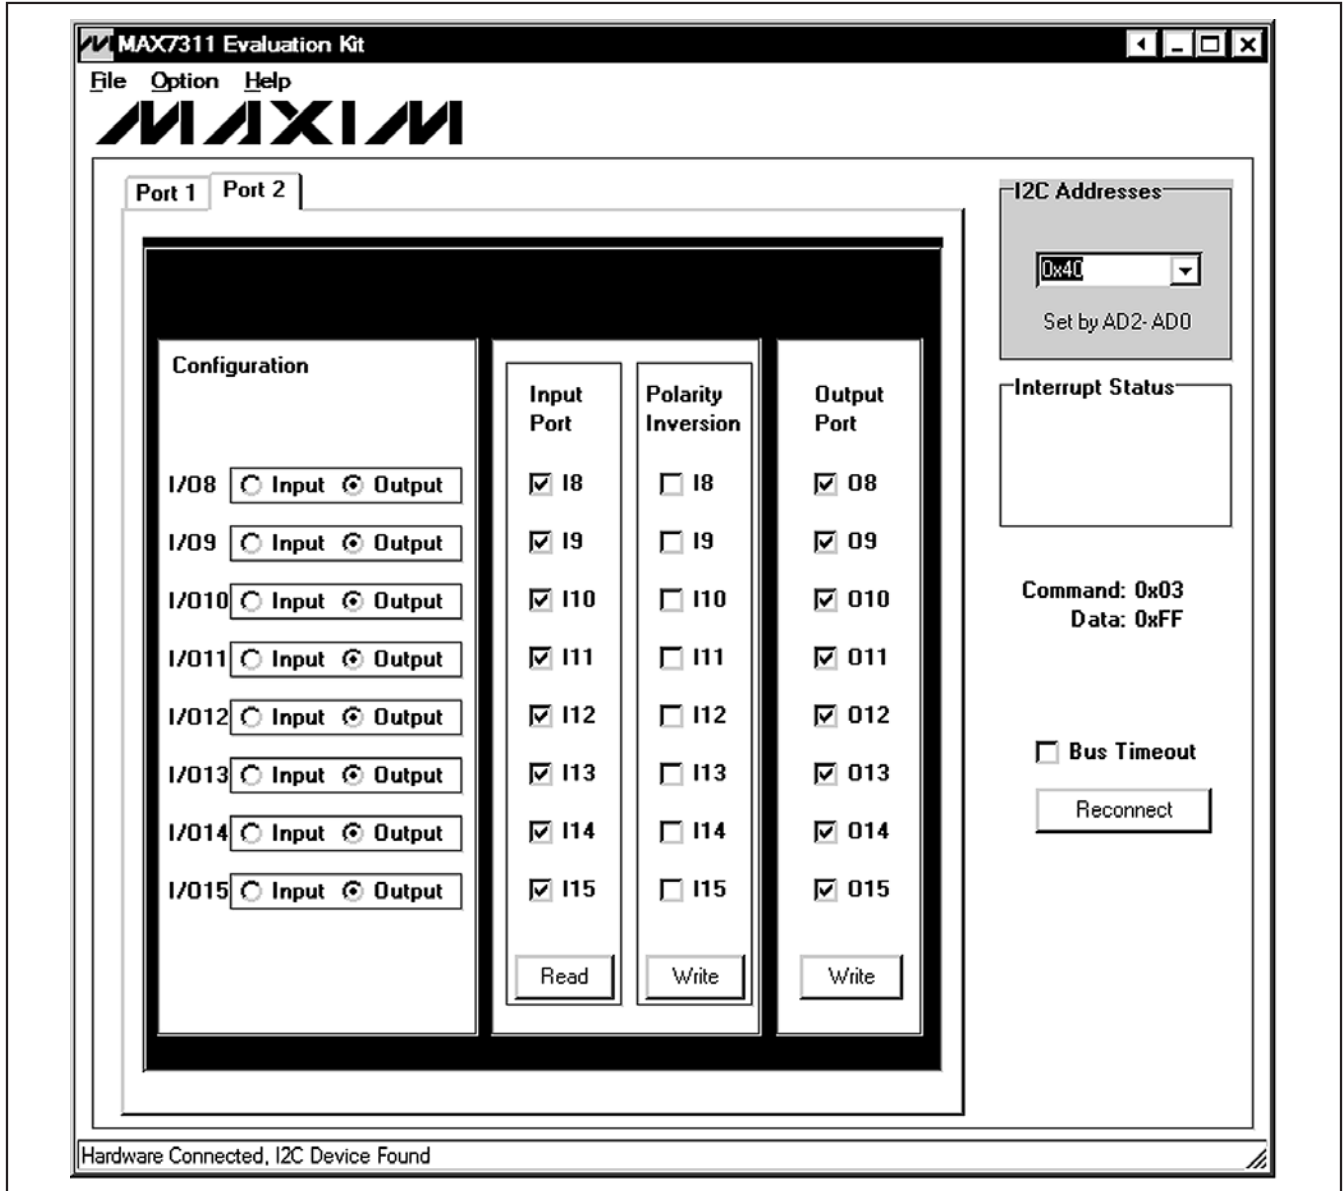 MAX7311 Evaluation Kit
File Option Help
MAXIM
Port 1 Port 2
Configuration
I/O8 Input Output
I/O9 Input Output
I/O10 Input Output
I/O11 Input Output
I/O12 Input Output
I/O13 Input Output
I/O14 Input Output
I/O15 Input Output
Input
Port
I8
I9
I10
I11
I12
I13
I14
I15
Read
Polarity
Inversion
I8
I9
I10
I11
I12
I13
I14
I15
Write
Output
Port
O8
O9
O10
O11
O12
O13
O14
O15
Write
I2C Addresses
0x40
Set by AD2- AD0
Interrupt Status
Command: 0x03
Data: 0xFF
Bus Timeout
Reconnect
Hardware Connected, I2C Device Found